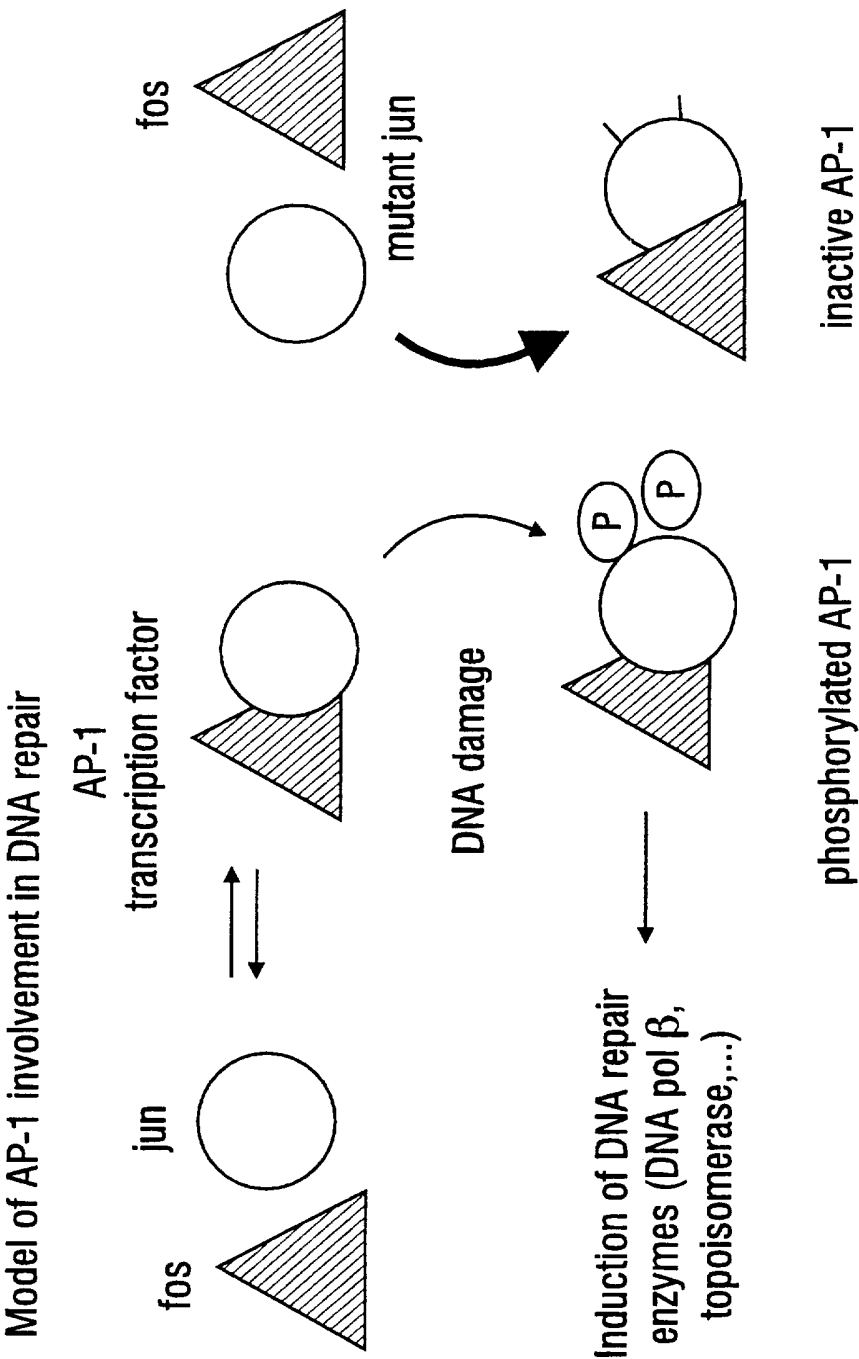 Model of AP-1 involvement in DNA repair
fos
jun
AP-1
transcription factor
fos
mutant jun
DNA damage
P
P
Induction of DNA repair
enzymes (DNA pol β,
topoisomerase,...)
phosphorylated AP-1
inactive AP-1